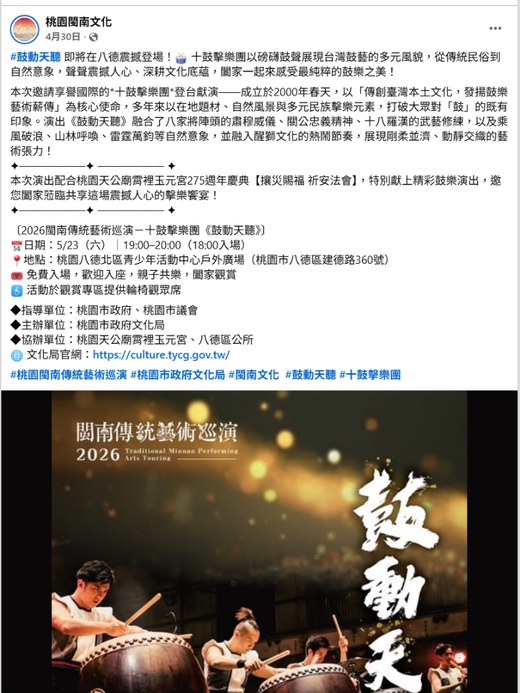 桃園閩南文化
4月30日
#鼓動天聽 即將在八德震撼登場！🥁 十鼓擊樂團以磅礡鼓聲展現台灣鼓藝的多元風貌，從傳統民俗到
自然意象，聲聲震撼人心、深耕文化底蘊，闔家一起來感受最純粹的鼓樂之美！
本次邀請享譽國際的*十鼓擊樂團*登台獻演——成立於2000年春天，以「傳創臺灣本土文化，發揚鼓樂
藝術薪傳」為核心使命，多年來以在地題材、自然風景與多元民族擊樂元素，打破大眾對「鼓」的既有
印象。演出《鼓動天聽》融合了八家將陣頭的肅穆威儀、關公忠義精神、十八羅漢的武藝修練，以及乘
風破浪、山林呼喚、雷霆萬鈞等自然意象，並融入醒獅文化的熱鬧節奏，展現剛柔並濟、動靜交織的藝
術張力！
✦——————✦ —————— ✦
本次演出配合桃園天公廟霄裡玉元宮275週年慶典【攘災賜福 祈安法會】，特別獻上精彩鼓樂演出，邀
您闔家蒞臨共享這場震撼人心的擊樂饗宴！
✦——————✦ —————— ✦
〔2026閩南傳統藝術巡演－十鼓擊樂團《鼓動天聽》〕
📅日期：5/23（六）｜19:00–20:00（18:00入場）
📍地點：桃園八德北區青少年活動中心戶外廣場（桃園市八德區建德路360號）
🎟️ 免費入場，歡迎入座，親子共樂，闔家觀賞
♿ 活動於觀賞專區提供輪椅觀眾席
◆指導單位：桃園市政府、桃園市議會
◆主辦單位：桃園市政府文化局
◆協辦單位：桃園天公廟霄裡玉元宮、八德區公所
🌐 文化局官網：https://culture.tycg.gov.tw/
#桃園閩南傳統藝術巡演 #桃園市政府文化局 #閩南文化 #鼓動天聽 #十鼓擊樂團
閩南傳統藝術巡演
2026 Traditional Minnan Performing
Arts Touring
鼓動天